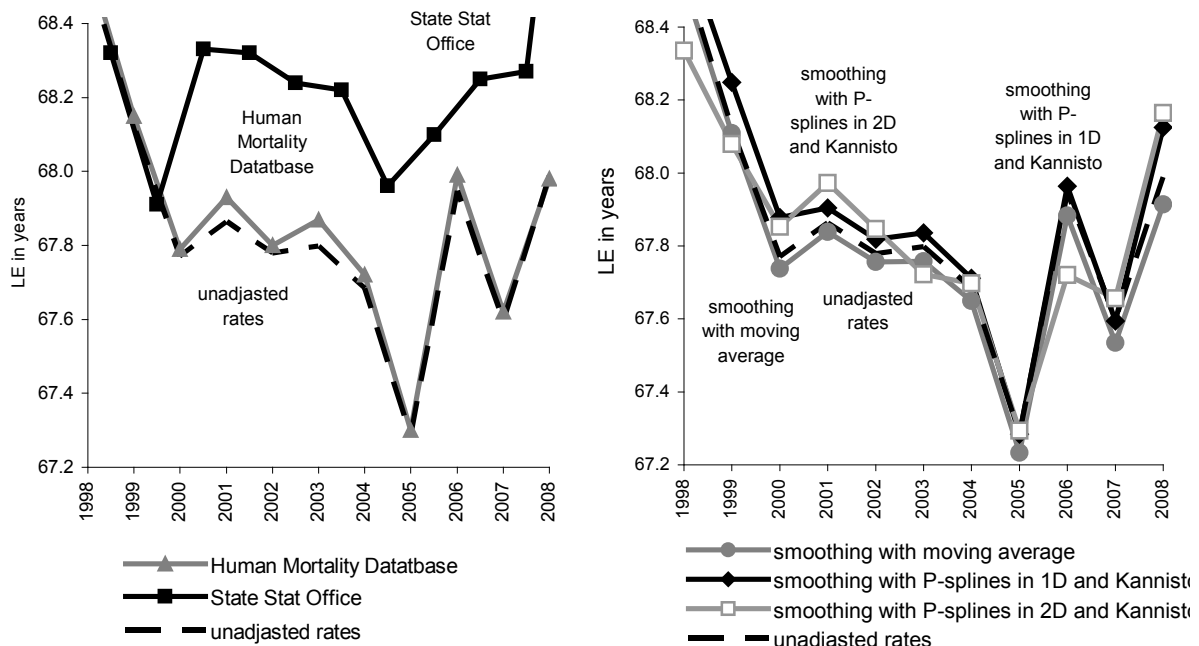 68.4
68.2
68.0
67.8
67.6
67.4
67.2
LE in years
State Stat
Office
Human
Mortality
Datatbase
unadjasted
rates
1998
1999
2000
2001
2002
2003
2004
2005
2006
2007
2008
Human Mortality Datatbase
State Stat Office
unadjasted rates
68.4
68.2
68.0
67.8
67.6
67.4
67.2
LE in years
smoothing
with P-
splines in 2D
and Kannisto
smoothing
with P-
splines in 1D
and Kannisto
smoothing
with moving
average
unadjasted
rates
1998
1999
2000
2001
2002
2003
2004
2005
2006
2007
2008
smoothing with moving average
smoothing with P-splines in 1D and Kannisto
smoothing with P-splines in 2D and Kannisto
unadjasted rates